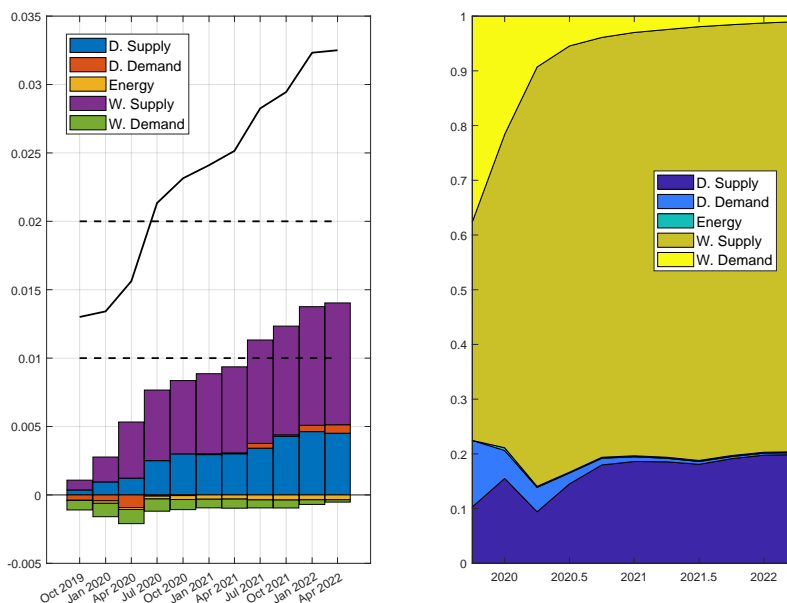 0.035
0.03
0.025
0.02
0.015
0.01
0.005
0
-0.005
D. Supply
D. Demand
Energy
W. Supply
W. Demand
Oct 2019
Jan 2020
Apr 2020
Jul 2020
Oct 2020
Jan 2021
Apr 2021
Jul 2021
Oct 2021
Jan 2022
Apr 2022
1
0.9
0.8
0.7
0.6
0.5
0.4
0.3
0.2
0.1
0
D. Supply
D. Demand
Energy
W. Supply
W. Demand
2020
2020.5
2021
2021.5
2022